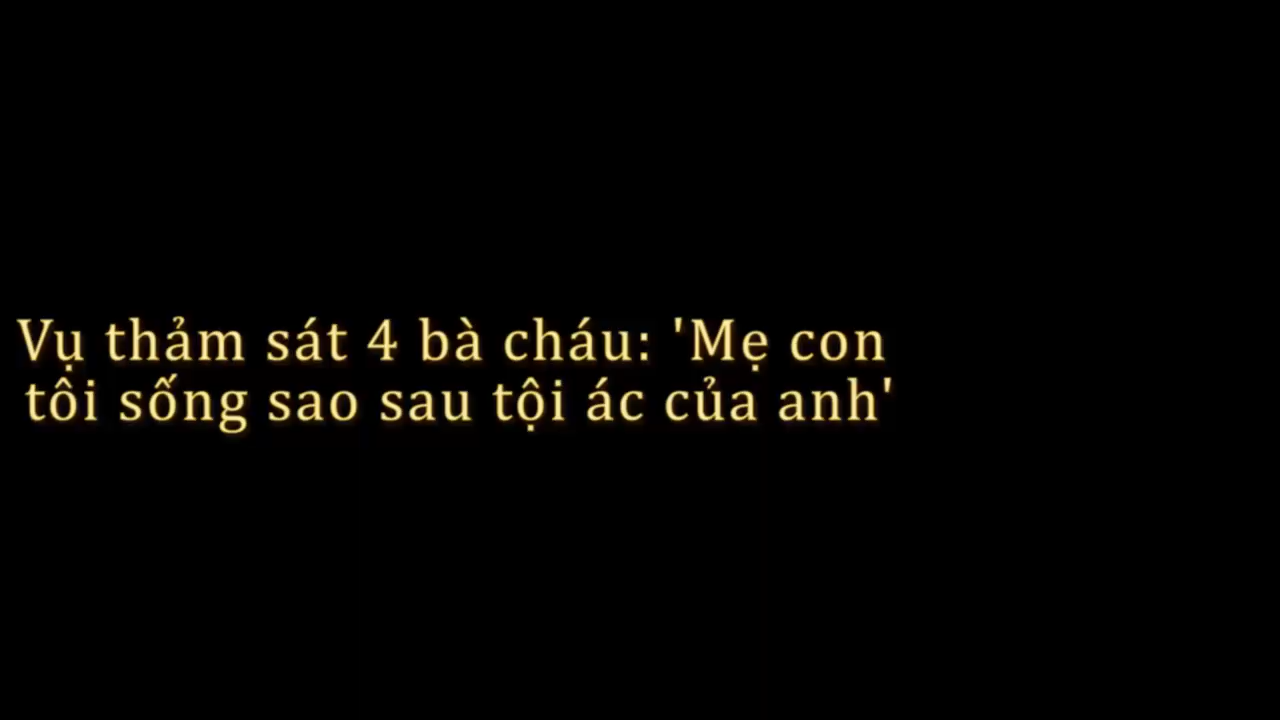 Vụ thảm sát 4 bà cháu: 'Mẹ con
tôi sống sao sau tội ác của anh'